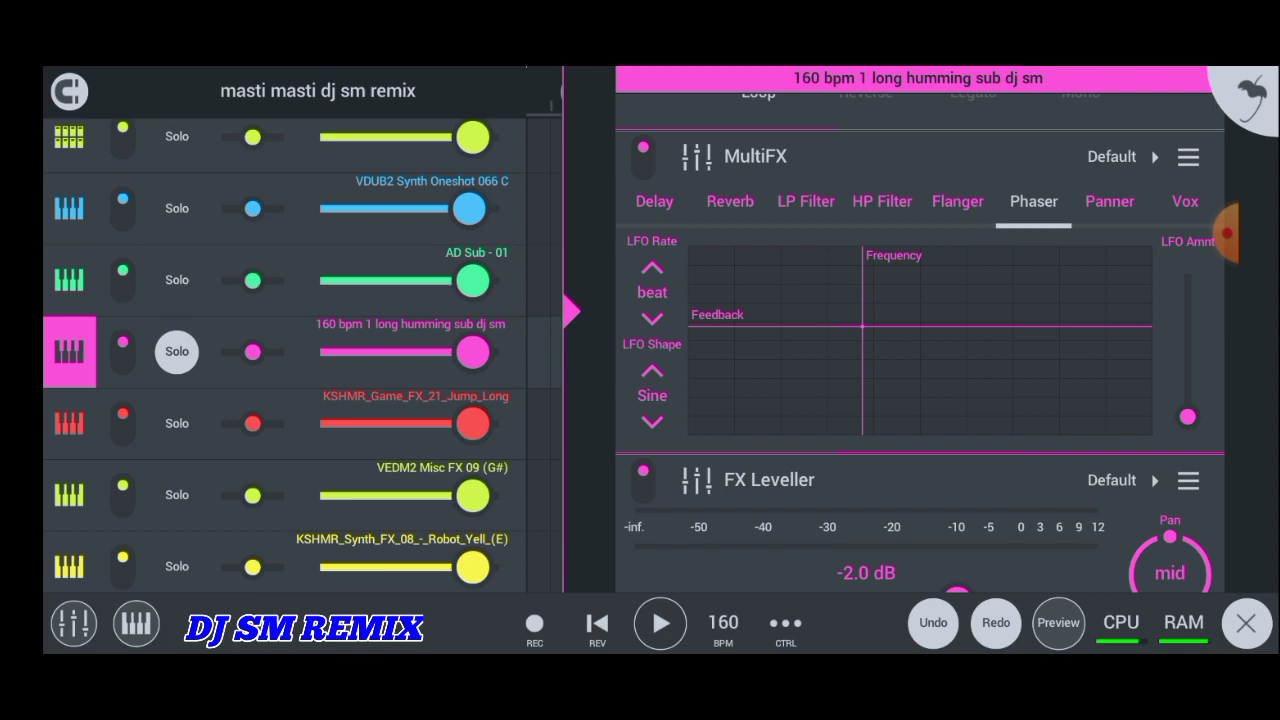 masti masti dj sm remix
160 bpm 1 long humming sub dj sm
Loop Reverse Legato Mono
Solo
MultiFX Default
VDUB2 Synth Oneshot 066 C
Solo
Delay Reverb LP Filter HP Filter Flanger Phaser Panner Vox
AD Sub - 01
Solo
LFO Rate
beat
LFO Shape
Sine
Frequency
Feedback
LFO Amnt
160 bpm 1 long humming sub dj sm
Solo
KSHMR_Game_FX_21_Jump_Long
Solo
VEDM2 Misc FX 09 (G#)
Solo
FX Leveller Default
-inf. -50 -40 -30 -20 -10 -5 0 3 6 9 12
Pan
mid
-2.0 dB
KSHMR_Synth_FX_08_-_Robot_Yell_(E)
Solo
DJ SM REMIX
REC
REV
160
BPM
CTRL
Undo
Redo
Preview
CPU
RAM